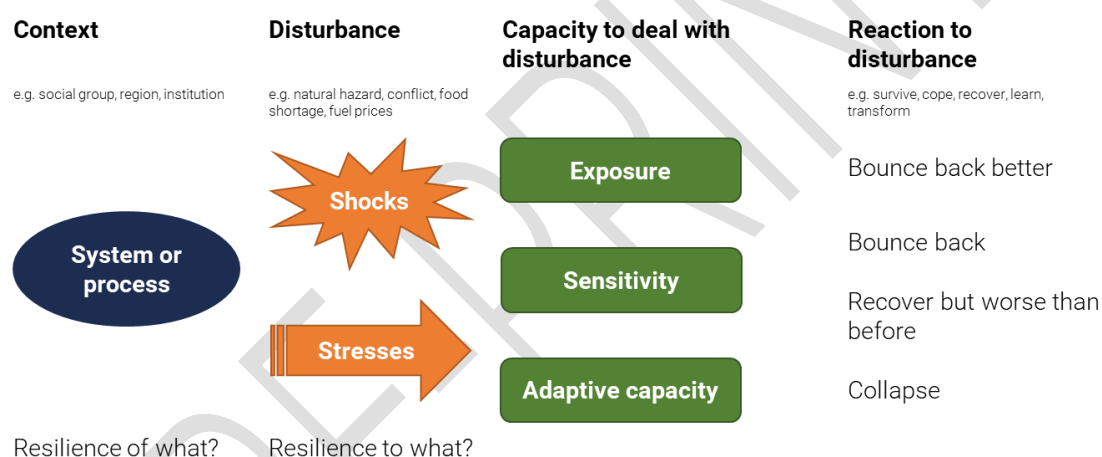 Context
e.g. social group, region, institution
System or
process
Resilience of what?
Disturbance
e.g. natural hazard, conflict, food
shortage, fuel prices
Shocks
Stresses
Resilience to what?
Capacity to deal with
disturbance
Exposure
Sensitivity
Adaptive capacity
Reaction to
disturbance
e.g. survive, cope, recover, learn,
transform
Bounce back better
Bounce back
Recover but worse than
before
Collapse